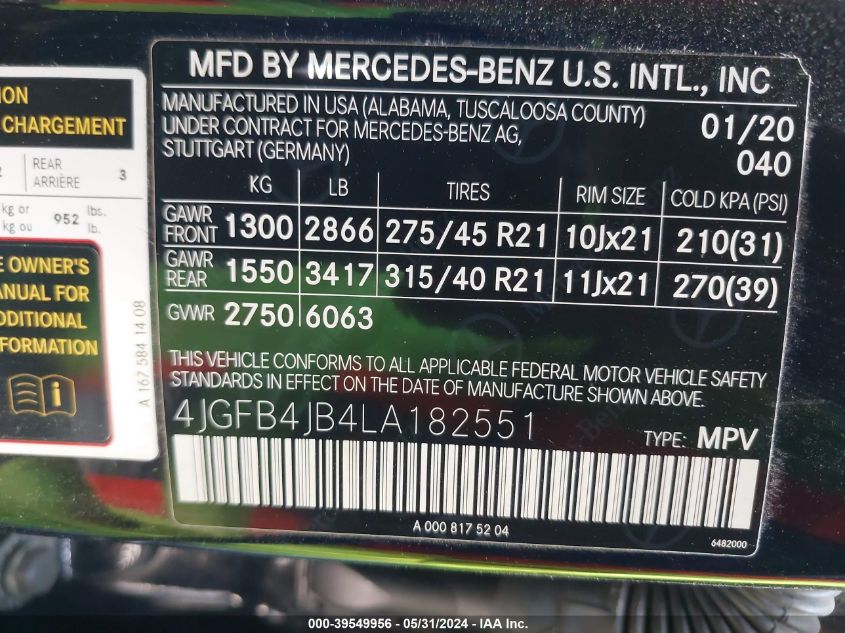 MFD BY MERCEDES-BENZ U.S. INTL., INC
MANUFACTURED IN USA (ALABAMA, TUSCALOOSA COUNTY)
UNDER CONTRACT FOR MERCEDES-BENZ AG,
STUTTGART (GERMANY)
01/20
040
KG LB TIRES RIM SIZE COLD KPA(PSI)
GAWR FRONT 1300 2866 275/45 R21 10Jx21 210(31)
GAWR REAR 1550 3417 315/40 R21 11Jx21 270(39)
GVWR 2750 6063
THIS VEHICLE CONFORMS TO ALL APPLICABLE FEDERAL MOTOR VEHICLE SAFETY
STANDARDS IN EFFECT ON THE DATE OF MANUFACTURE SHOWN ABOVE.
4JGFB4JB4LA182551
TYPE: MPV
A 000 817 52 04
6482000
CHARGEMENT
REAR
ARRIÈRE 3
kg or
kg ou
952 lbs.
lb.
OWNER'S
FOR
A 167 584 14 08
000-39549956 - 05/31/2024 - IAA Inc.